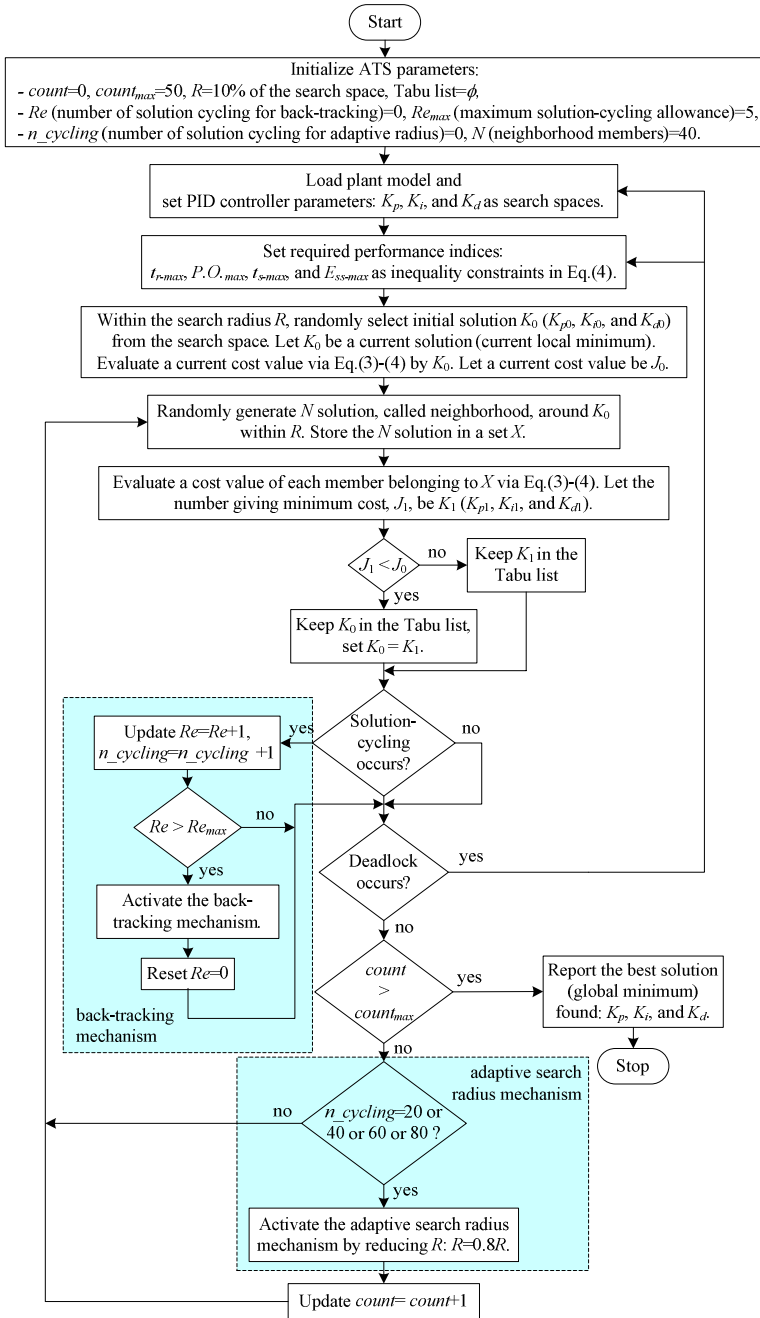 Start
Initialize ATS parameters:
- count=0, countmax=50, R=10% of the search space, Tabu list=ϕ,
- Re (number of solution cycling for back-tracking)=0, Remax (maximum solution-cycling allowance)=5,
- n_cycling (number of solution cycling for adaptive radius)=0, N (neighborhood members)=40.
Load plant model and
set PID controller parameters: Kp, Ki, and Kd as search spaces.
Set required performance indices:
tr-max, P.O.max, ts-max, and Ess-max as inequality constraints in Eq.(4).
Within the search radius R, randomly select initial solution K0 (Kp0, Ki0, and Kd0)
from the search space. Let K0 be a current solution (current local minimum).
Evaluate a current cost value via Eq.(3)-(4) by K0. Let a current cost value be J0.
Randomly generate N solution, called neighborhood, around K0
within R. Store the N solution in a set X.
Evaluate a cost value of each member belonging to X via Eq.(3)-(4). Let the
number giving minimum cost, J1, be K1 (Kp1, Ki1, and Kd1).
J1 < J0
no
Keep K1 in the
Tabu list
yes
Keep K0 in the Tabu list,
set K0 = K1.
Solution-
cycling
occurs?
yes
no
Update Re=Re+1,
n_cycling=n_cycling +1
Re > Remax
no
yes
Activate the back-
tracking mechanism.
Reset Re=0
back-tracking
mechanism
Deadlock
occurs?
yes
no
count
>
countmax
yes
Report the best solution
(global minimum)
found: Kp, Ki, and Kd.
Stop
no
adaptive search
radius mechanism
n_cycling=20 or
40 or 60 or 80 ?
no
yes
Activate the adaptive search radius
mechanism by reducing R: R=0.8R.
Update count= count+1